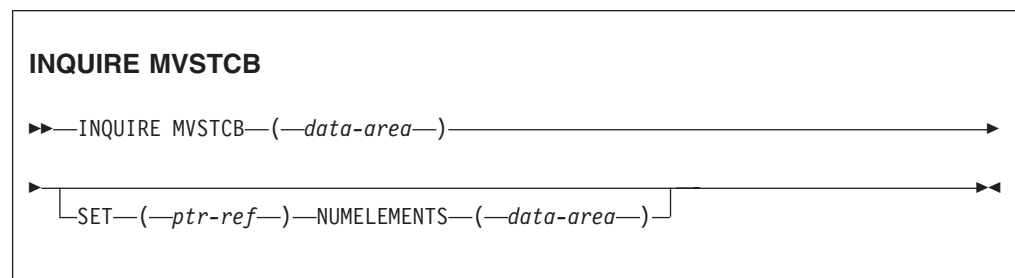 INQUIRE MVSTCB
INQUIRE MVSTCB ( data-area )
SET ( ptr-ref ) NUMELEMENTS ( data-area )